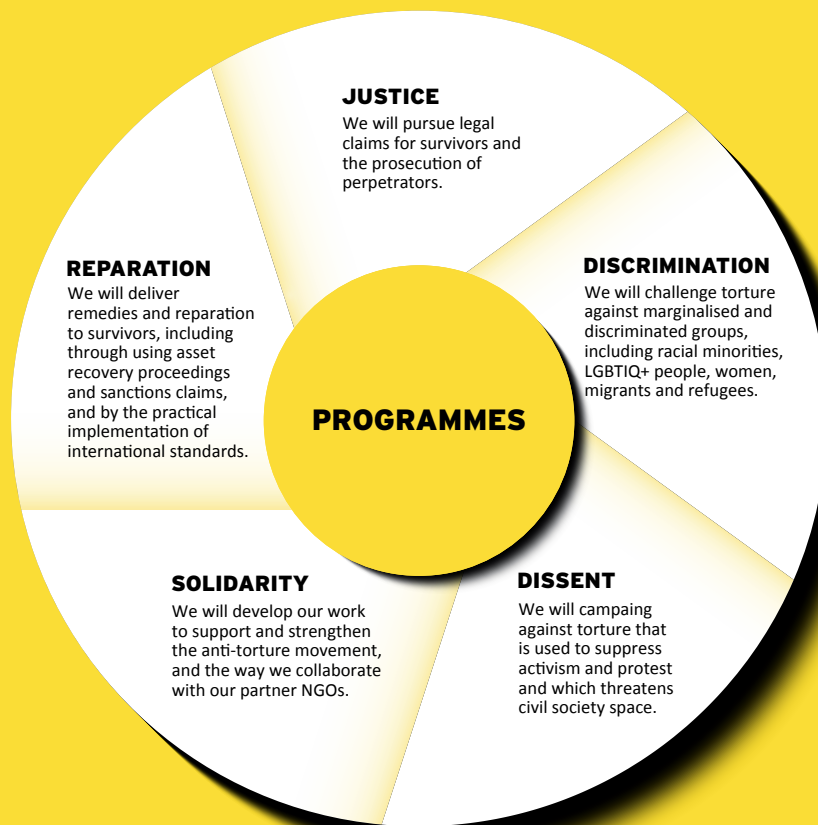 JUSTICE
We will pursue legal
claims for survivors and
the prosecution of
perpetrators.
DISCRIMINATION
We will challenge torture
against marginalised and
discriminated groups,
including racial minorities,
LGBTIQ+ people, women,
migrants and refugees.
REPARATION
We will deliver
remedies and reparation
to survivors, including
through using asset
recovery proceedings
and sanctions claims,
and by the practical
implementation of
international standards.
PROGRAMMES
DISSENT
We will campaing
against torture that
is used to suppress
activism and protest
and which threatens
civil society space.
SOLIDARITY
We will develop our work
to support and strengthen
the anti-torture movement,
and the way we collaborate
with our partner NGOs.